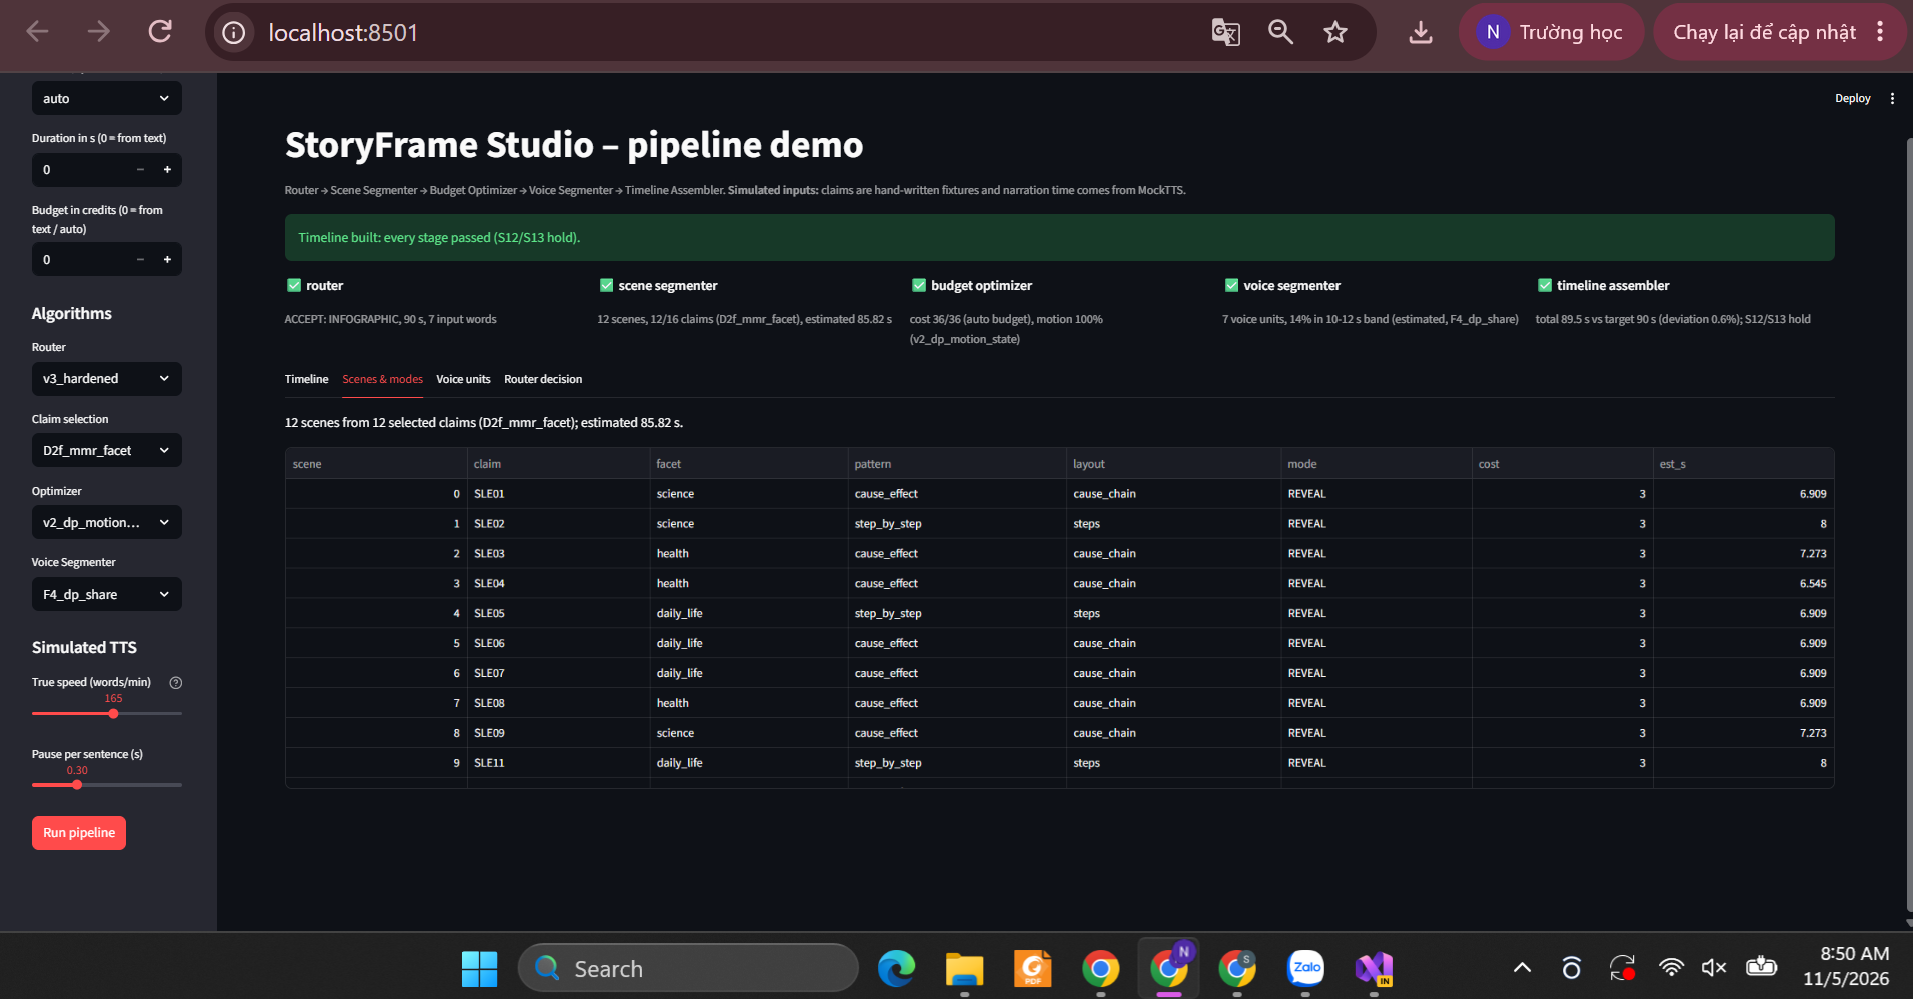 localhost:8501
N Trường học
Chạy lại để cập nhật
auto
Duration in s (0 = from text)
0
Budget in credits (0 = from
text / auto)
0
Algorithms
Router
v3_hardened
Claim selection
D2f_mmr_facet
Optimizer
v2_dp_motion...
Voice Segmenter
F4_dp_share
Simulated TTS
True speed (words/min)
165
Pause per sentence (s)
0.30
Run pipeline
Deploy
StoryFrame Studio – pipeline demo
Router → Scene Segmenter → Budget Optimizer → Voice Segmenter → Timeline Assembler. Simulated inputs: claims are hand-written fixtures and narration time comes from MockTTS.
Timeline built: every stage passed (S12/S13 hold).
router
ACCEPT: INFOGRAPHIC, 90 s, 7 input words
scene segmenter
12 scenes, 12/16 claims (D2f_mmr_facet), estimated 85.82 s
budget optimizer
cost 36/36 (auto budget), motion 100%
(v2_dp_motion_state)
voice segmenter
7 voice units, 14% in 10-12 s band (estimated, F4_dp_share)
timeline assembler
total 89.5 s vs target 90 s (deviation 0.6%); S12/S13 hold
Timeline Scenes & modes Voice units Router decision
12 scenes from 12 selected claims (D2f_mmr_facet); estimated 85.82 s.
scene claim facet pattern layout mode cost est_s
0 SLE01 science cause_effect cause_chain REVEAL 3 6.909
1 SLE02 science step_by_step steps REVEAL 3 8
2 SLE03 health cause_effect cause_chain REVEAL 3 7.273
3 SLE04 health cause_effect cause_chain REVEAL 3 6.545
4 SLE05 daily_life step_by_step steps REVEAL 3 6.909
5 SLE06 daily_life cause_effect cause_chain REVEAL 3 6.909
6 SLE07 daily_life cause_effect cause_chain REVEAL 3 6.909
7 SLE08 health cause_effect cause_chain REVEAL 3 6.909
8 SLE09 science cause_effect cause_chain REVEAL 3 7.273
9 SLE11 daily_life step_by_step steps REVEAL 3 8
Search
PDF
N
S
Zalo
IN
8:50 AM
11/5/2026